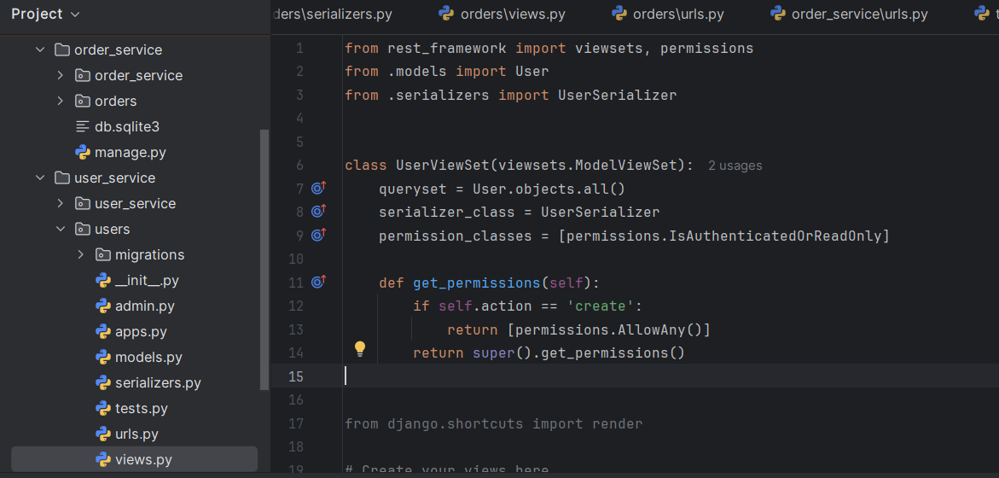 Project
order_service
order_service
orders
db.sqlite3
manage.py
user_service
user_service
users
migrations
__init__.py
admin.py
apps.py
models.py
serializers.py
tests.py
urls.py
views.py
ders\serializers.py orders\views.py orders\urls.py order_service\urls.py
1 from rest_framework import viewsets, permissions
2 from .models import User
3 from .serializers import UserSerializer
4
5
6 class UserViewSet(viewsets.ModelViewSet): 2 usages
7     queryset = User.objects.all()
8     serializer_class = UserSerializer
9     permission_classes = [permissions.IsAuthenticatedOrReadOnly]
10
11     def get_permissions(self):
12         if self.action == 'create':
13             return [permissions.AllowAny()]
14         return super().get_permissions()
15
16
17 from django.shortcuts import render
18
19 # Create your views here